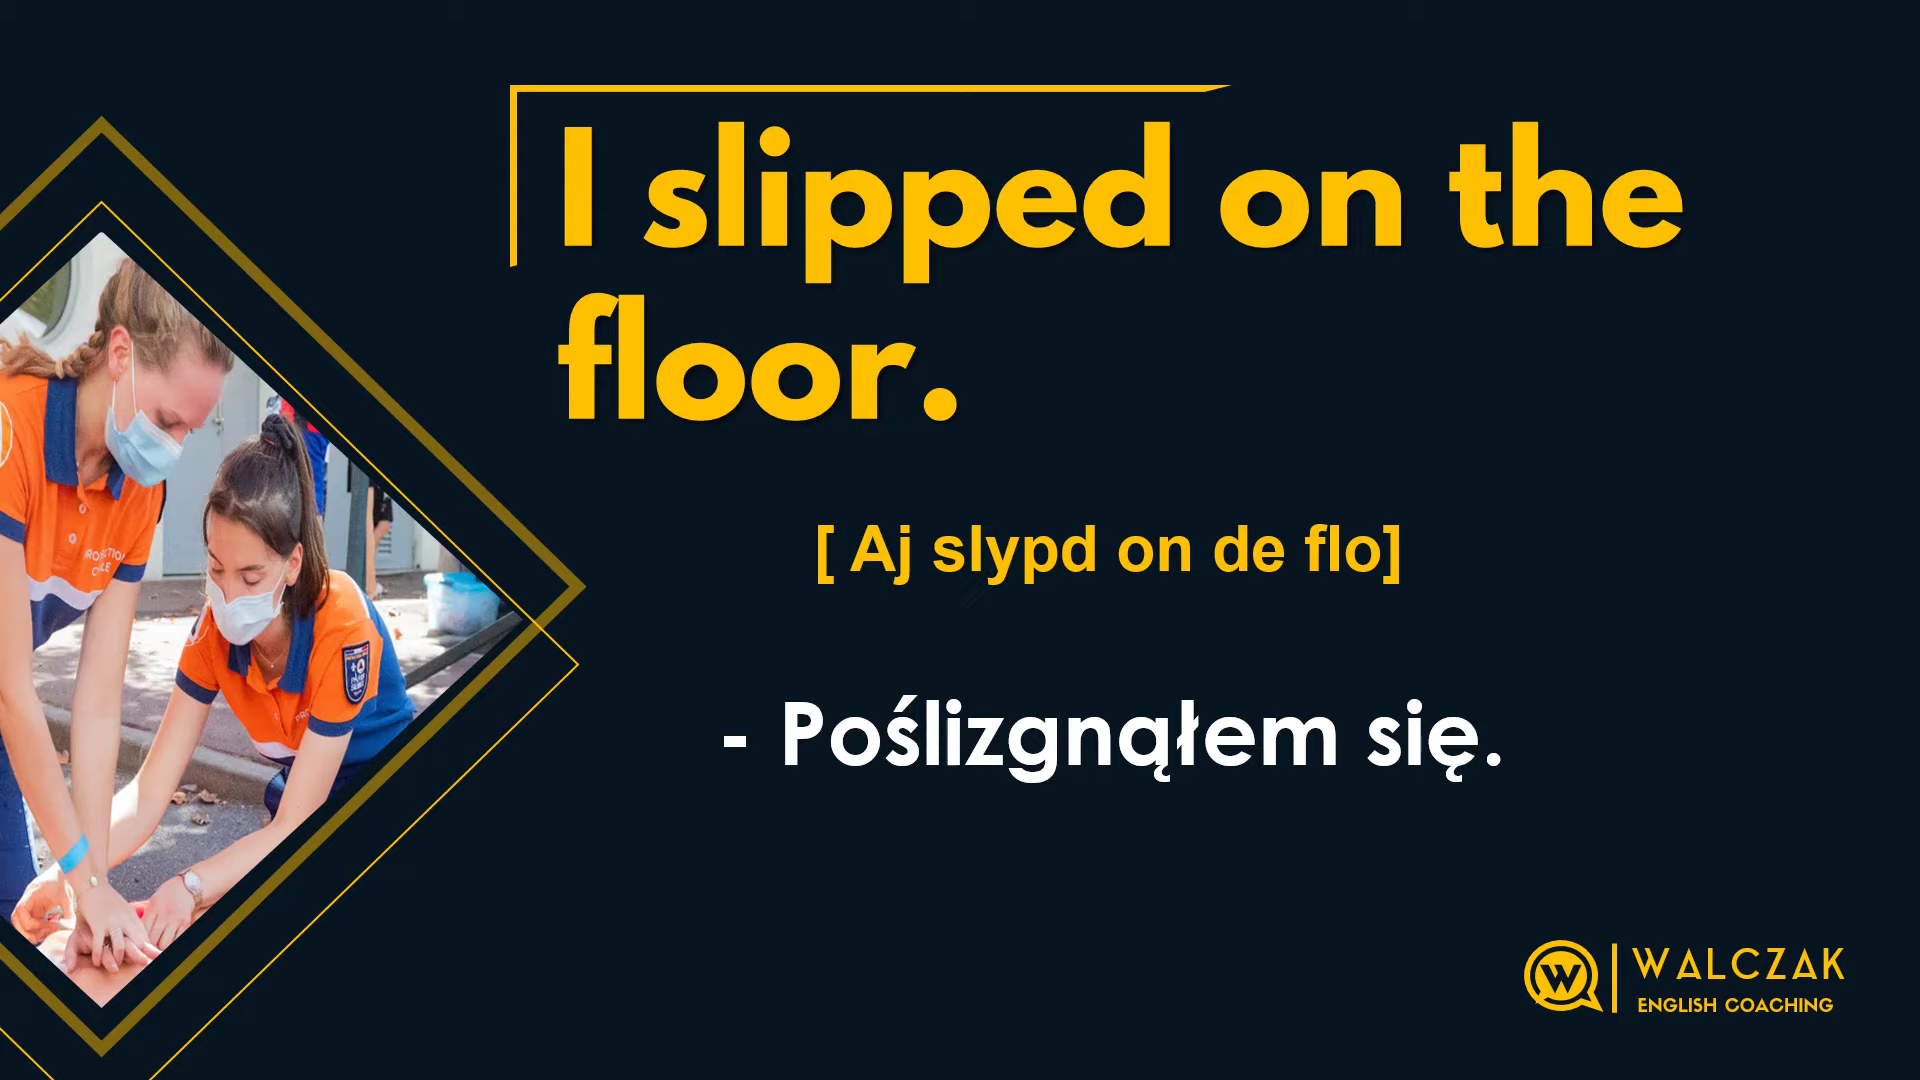 I slipped on the
floor.
[ Aj slypd on de flo]
- Poślizgnąłem się.
WALCZAK
ENGLISH COACHING